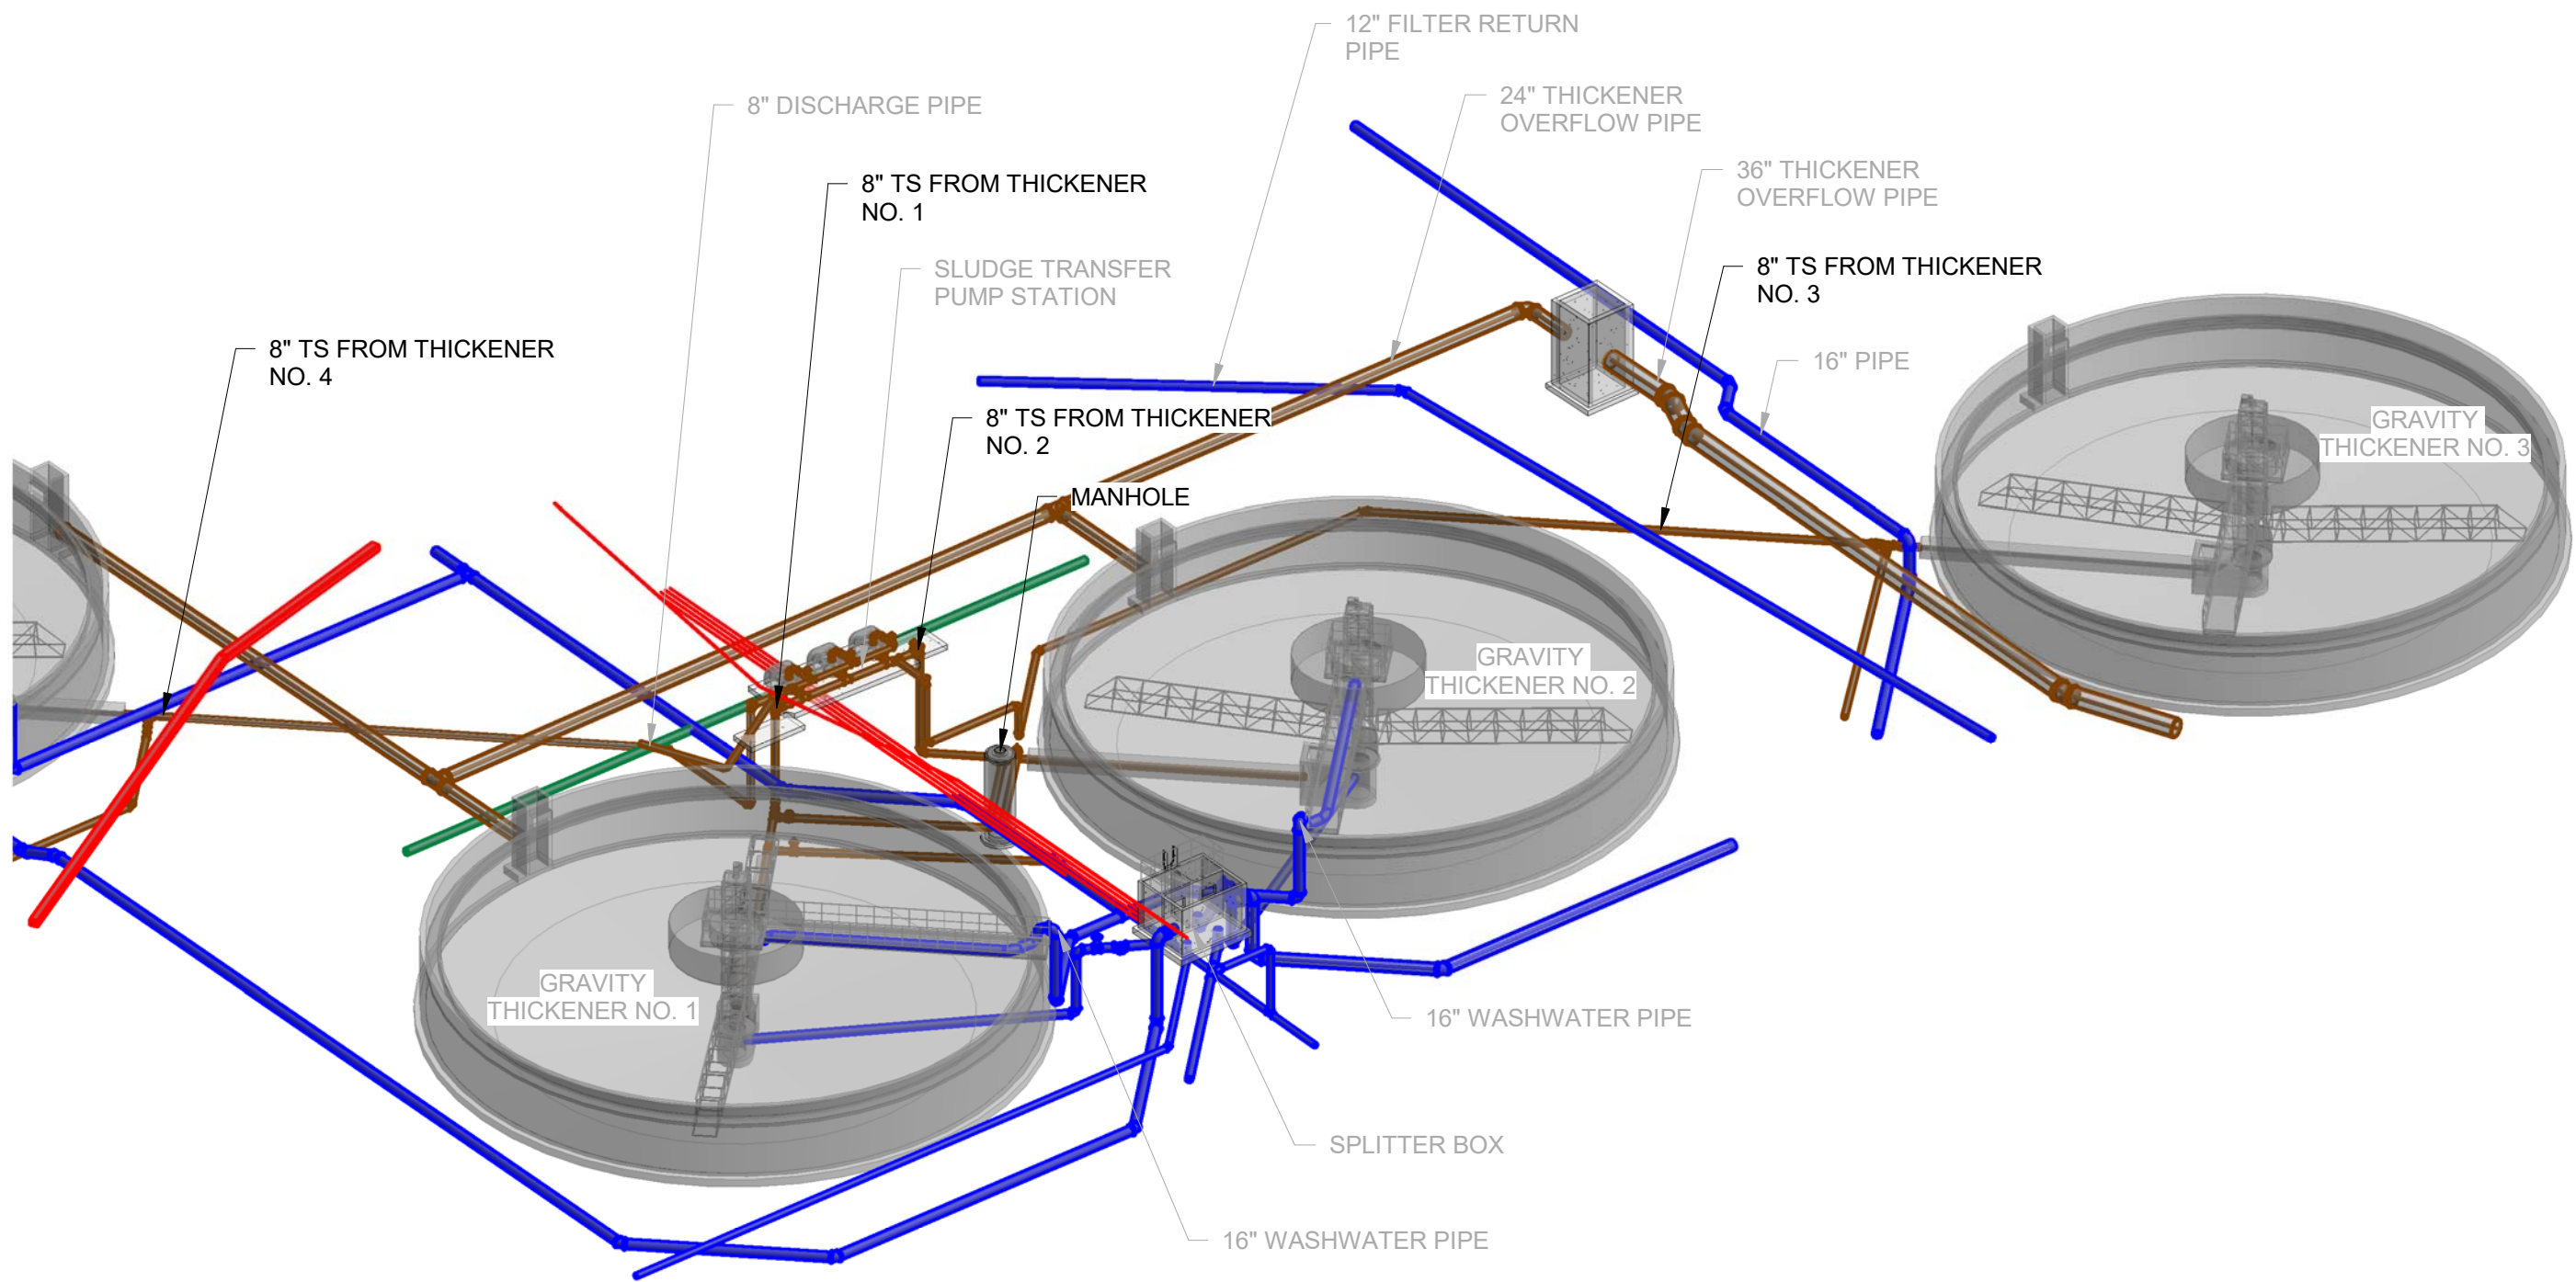 12" FILTER RETURN
PIPE
8" DISCHARGE PIPE
24" THICKENER
OVERFLOW PIPE
8" TS FROM THICKENER
NO. 1
36" THICKENER
OVERFLOW PIPE
SLUDGE TRANSFER
PUMP STATION
8" TS FROM THICKENER
NO. 3
8" TS FROM THICKENER
NO. 4
16" PIPE
8" TS FROM THICKENER
NO. 2
GRAVITY
THICKENER NO. 3
MANHOLE
GRAVITY
THICKENER NO. 2
GRAVITY
THICKENER NO. 1
16" WASHWATER PIPE
SPLITTER BOX
16" WASHWATER PIPE